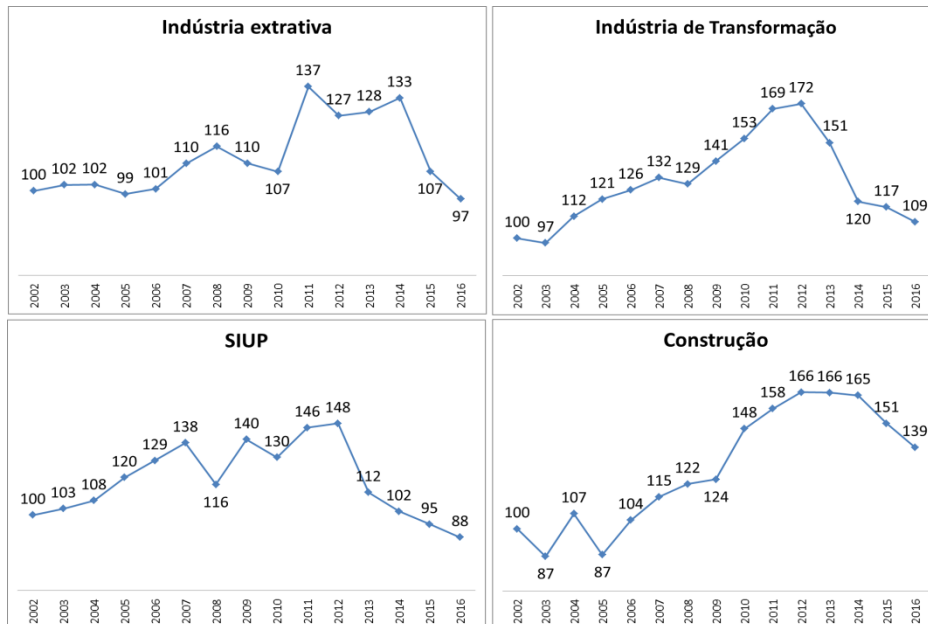 Indústria extrativa
100 102 102 99 101 110 116 110 107 137 127 128 133 107 97
2002 2003 2004 2005 2006 2007 2008 2009 2010 2011 2012 2013 2014 2015 2016
Indústria de Transformação
100 97 112 121 126 132 129 141 153 169 172 151 120 117 109
2002 2003 2004 2005 2006 2007 2008 2009 2010 2011 2012 2013 2014 2015 2016
SIUP
100 103 108 120 129 138 116 140 130 146 148 112 102 95 88
2002 2003 2004 2005 2006 2007 2008 2009 2010 2011 2012 2013 2014 2015 2016
Construção
100 87 107 87 104 115 122 124 148 158 166 166 165 151 139
2002 2003 2004 2005 2006 2007 2008 2009 2010 2011 2012 2013 2014 2015 2016